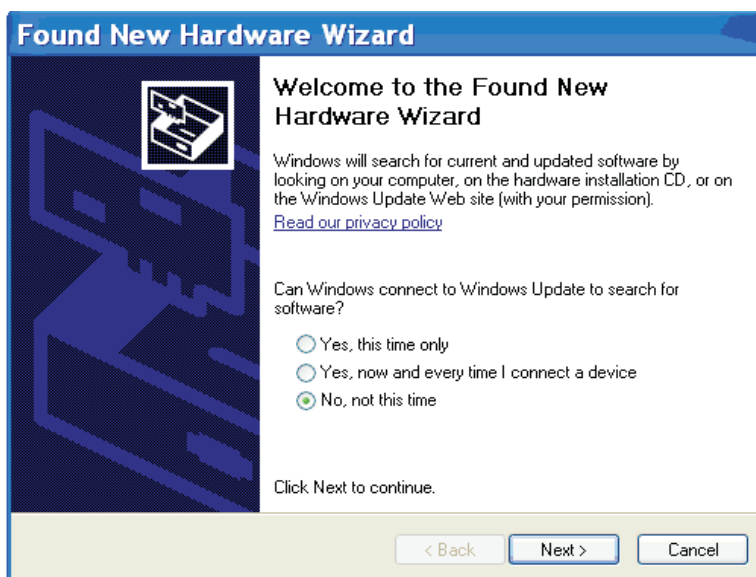 Found New Hardware Wizard
Welcome to the Found New
Hardware Wizard
Windows will search for current and updated software by
looking on your computer, on the hardware installation CD, or on
the Windows Update Web site (with your permission).
Read our privacy policy
Can Windows connect to Windows Update to search for
software?
Yes, this time only
Yes, now and every time I connect a device
No, not this time
Click Next to continue.
< Back
Next >
Cancel